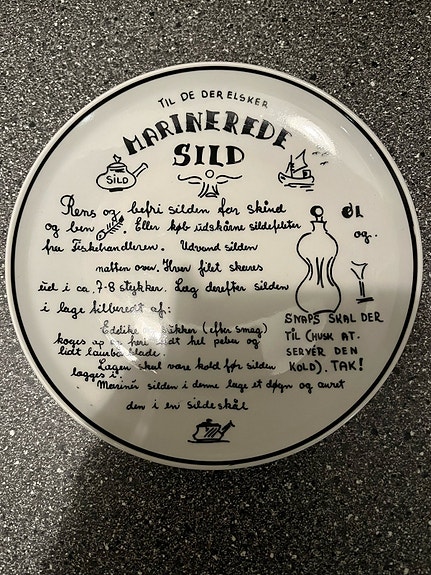 TIL DE DER ELSKER
MARINEREDE
SILD
SILD
Rens og befri silden for skind
og ben. Eller køb udskårne sildefileter
fra Fiskehandleren. Udvand silden
natten over. Hver filet skæres
ud i ca. 7-8 stykker. Læg derefter silden
i lage tilberedt af:
Eddike og sukker (efter smag)
koges op en hel lidt hel peber og
lidt laurbærblade.
Lagen skal være kold før silden
lægges i.
Marinér silden i denne lage et døgn og anret
den i en sildeskål
ØL
og..
SNAPS SKAL DER
TIL (HUSK AT.
SERVÉR DEN
KOLD). TAK!